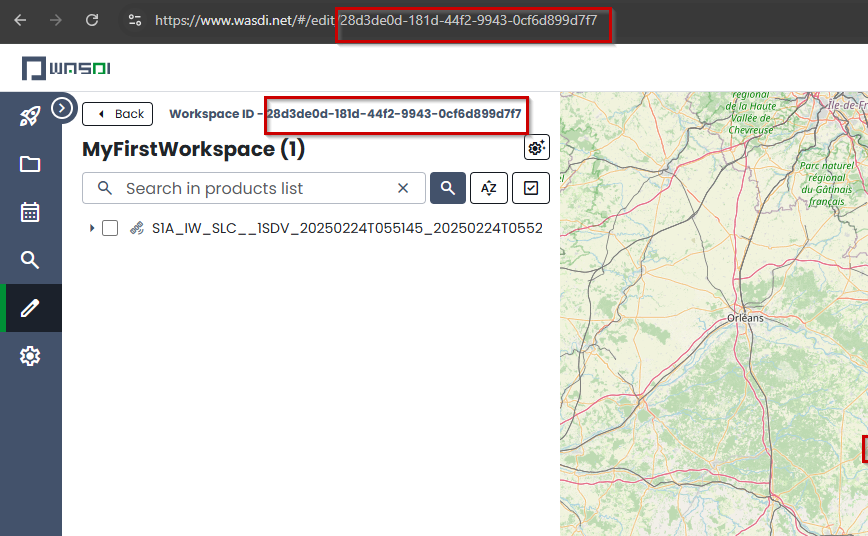 https://www.wasdi.net/#/edit/28d3de0d-181d-44f2-9943-0cf6d899d7f7
WASDI
Back
Workspace ID - 28d3de0d-181d-44f2-9943-0cf6d899d7f7
MyFirstWorkspace (1)
Search in products list
AZ
S1A_IW_SLC__1SDV_20250224T055145_20250224T0552
régional
de la Haute
Vallée de
Chevreuse
Île-de-Fr
Parc naturel
régional
du Gâtinais
français
Orléans